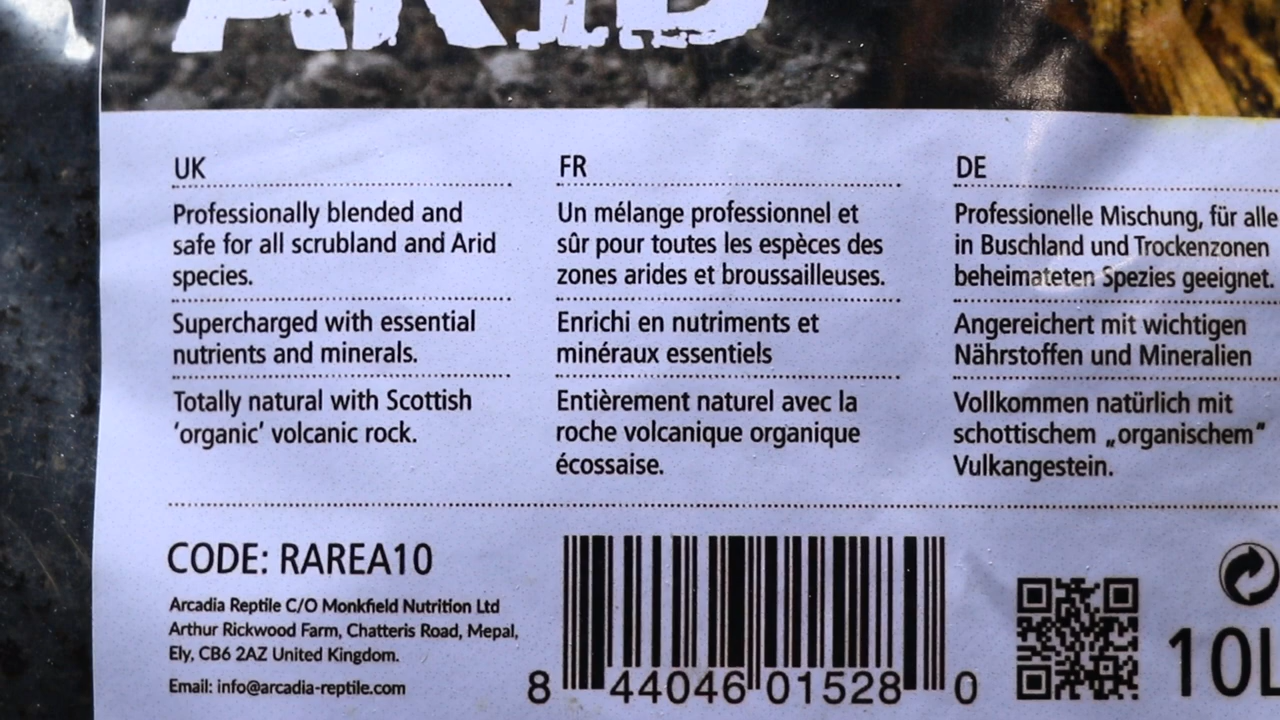 ARID
UK
Professionally blended and
safe for all scrubland and Arid
species.
Supercharged with essential
nutrients and minerals.
Totally natural with Scottish
‘organic’ volcanic rock.
FR
Un mélange professionnel et
sûr pour toutes les espèces des
zones arides et broussailleuses.
Enrichi en nutriments et
minéraux essentiels
Entièrement naturel avec la
roche volcanique organique
écossaise.
DE
Professionelle Mischung, für alle
in Buschland und Trockenzonen
beheimateten Spezies geeignet.
Angereichert mit wichtigen
Nährstoffen und Mineralien
Vollkommen natürlich mit
schottischem „organischem“
Vulkangestein.
CODE: RAREA10
Arcadia Reptile C/O Monkfield Nutrition Ltd
Arthur Rickwood Farm, Chatteris Road, Mepal,
Ely, CB6 2AZ United Kingdom.
Email: info@arcadia-reptile.com
8 44046 01528 0
10L